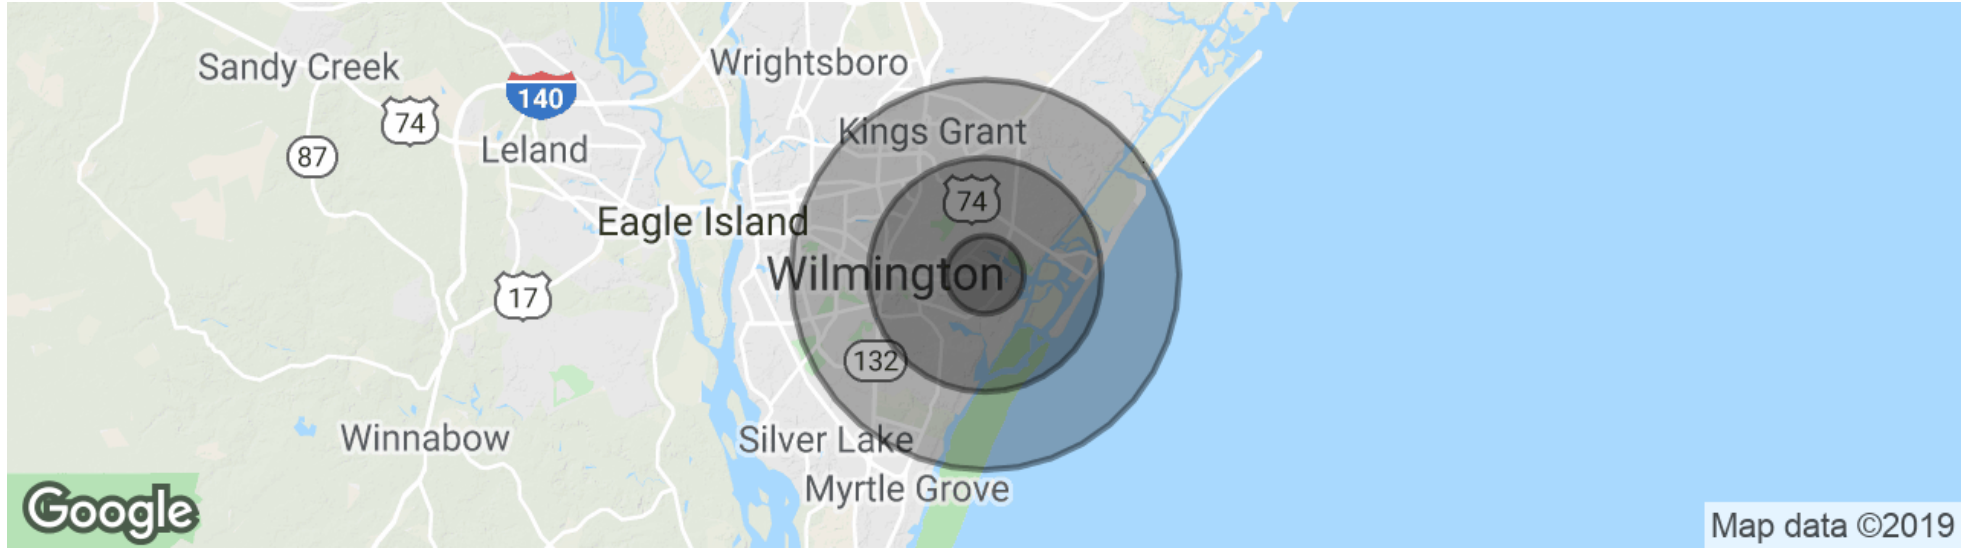 Sandy Creek
Wrightsboro
140
74
Kings Grant
87
Leland
74
Eagle Island
Wilmington
17
132
Winnabow
Silver Lake
Myrtle Grove
Google
Map data ©2019